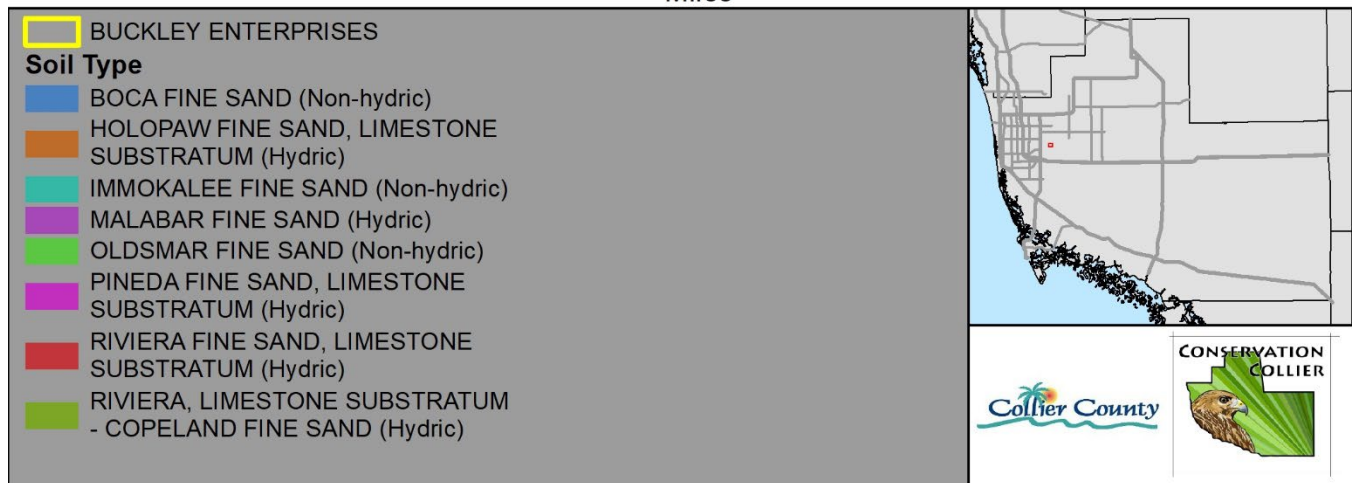 BUCKLEY ENTERPRISES
Soil Type
BOCA FINE SAND (Non-hydric)
HOLOPAW FINE SAND, LIMESTONE
SUBSTRATUM (Hydric)
IMMOKALEE FINE SAND (Non-hydric)
MALABAR FINE SAND (Hydric)
OLDSMAR FINE SAND (Non-hydric)
PINEDA FINE SAND, LIMESTONE
SUBSTRATUM (Hydric)
RIVIERA FINE SAND, LIMESTONE
SUBSTRATUM (Hydric)
RIVIERA, LIMESTONE SUBSTRATUM
- COPELAND FINE SAND (Hydric)
Collier County
CONSERVATION
COLLIER